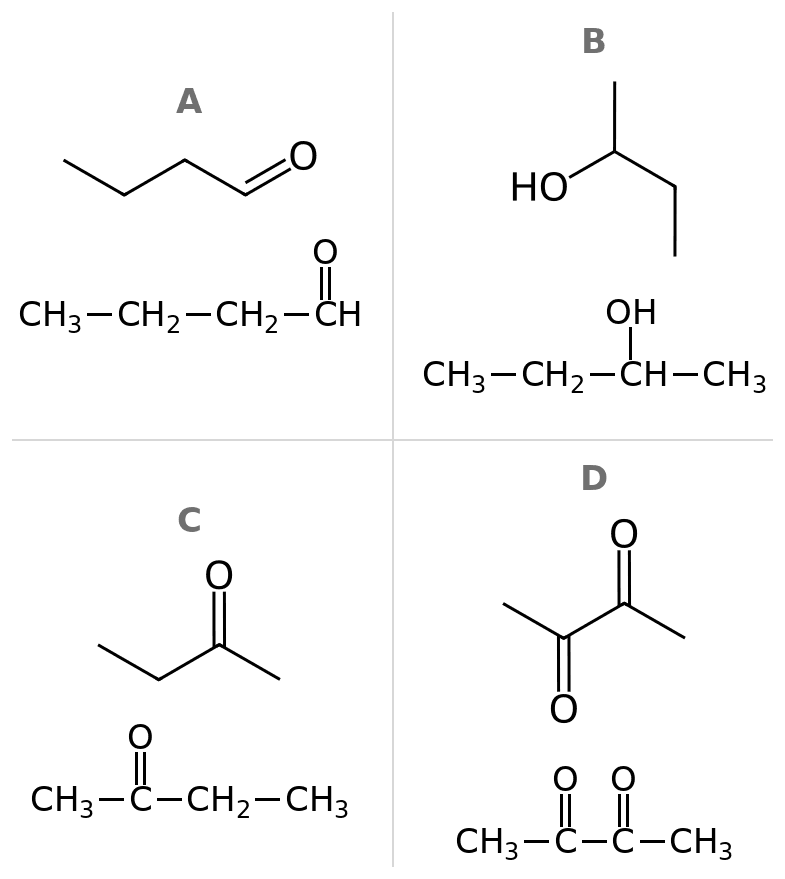 A
O
O
CH3—CH2—CH2—CH
B
HO
OH
CH3—CH2—CH—CH3
C
O
O
CH3—C—CH2—CH3
D
O
O
O O
CH3—C—C—CH3